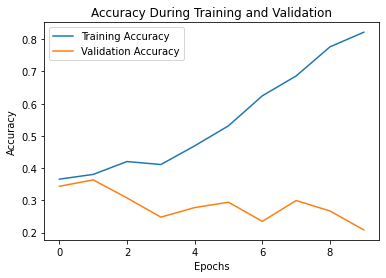 Accuracy During Training and Validation
Training Accuracy
Validation Accuracy
Accuracy
0.8
0.7
0.6
0.5
0.4
0.3
0.2
0 2 4 6 8
Epochs